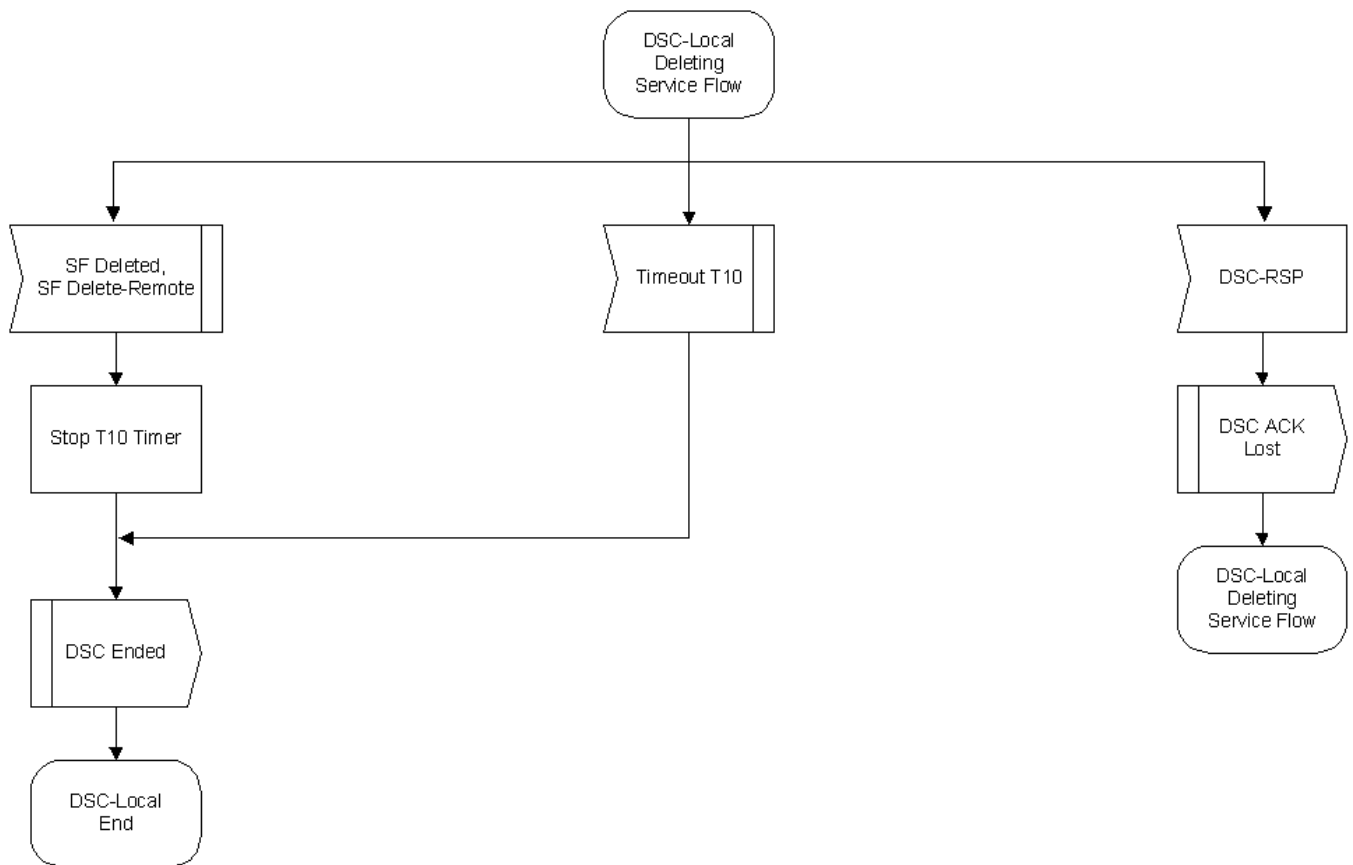 DSC-Local
Deleting
Service Flow
SF Deleted,
SF Delete-Remote
Timeout T10
DSC-RSP
Stop T10 Timer
DSC ACK
Lost
DSC Ended
DSC-Local
Deleting
Service Flow
DSC-Local
End